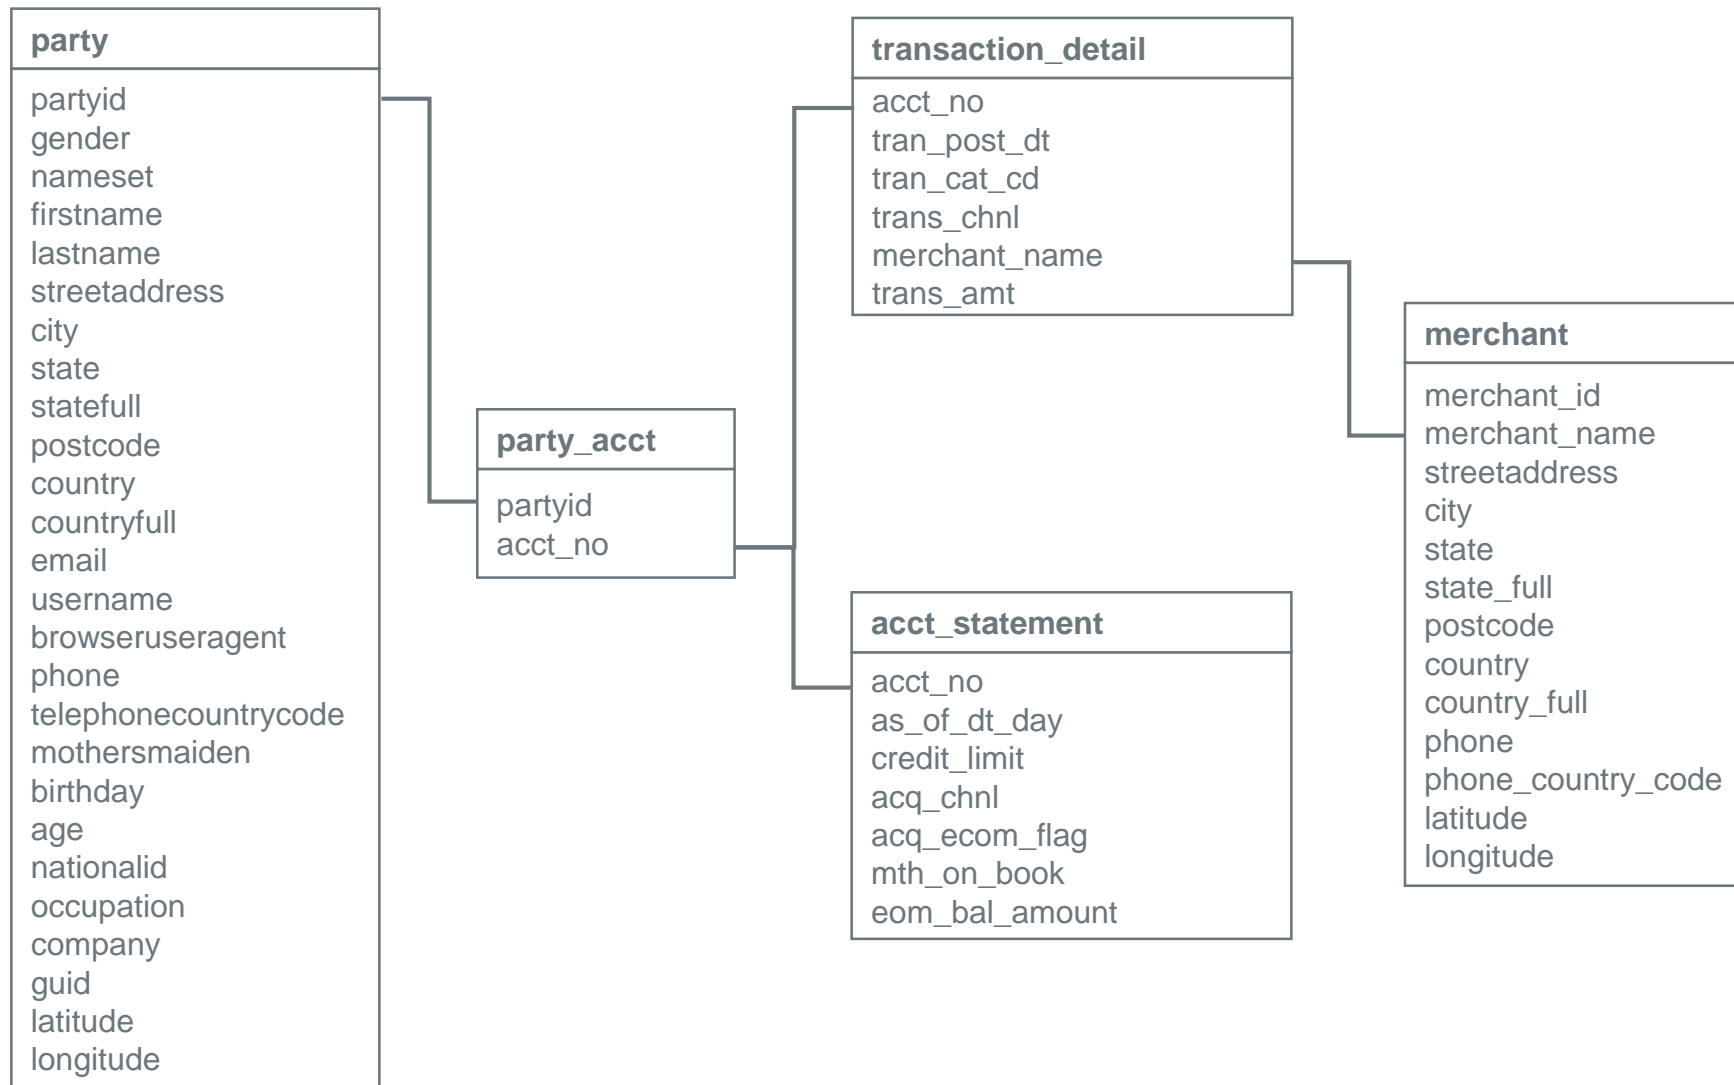 party
partyid
gender
nameset
firstname
lastname
streetaddress
city
state
statefull
postcode
country
countryfull
email
username
browseruseragent
phone
telephonecountrycode
mothersmaiden
birthday
age
nationalid
occupation
company
guid
latitude
longitude
party_acct
partyid
acct_no
transaction_detail
acct_no
tran_post_dt
tran_cat_cd
trans_chnl
merchant_name
trans_amt
acct_statement
acct_no
as_of_dt_day
credit_limit
acq_chnl
acq_ecom_flag
mth_on_book
eom_bal_amount
merchant
merchant_id
merchant_name
streetaddress
city
state
state_full
postcode
country
country_full
phone
phone_country_code
latitude
longitude